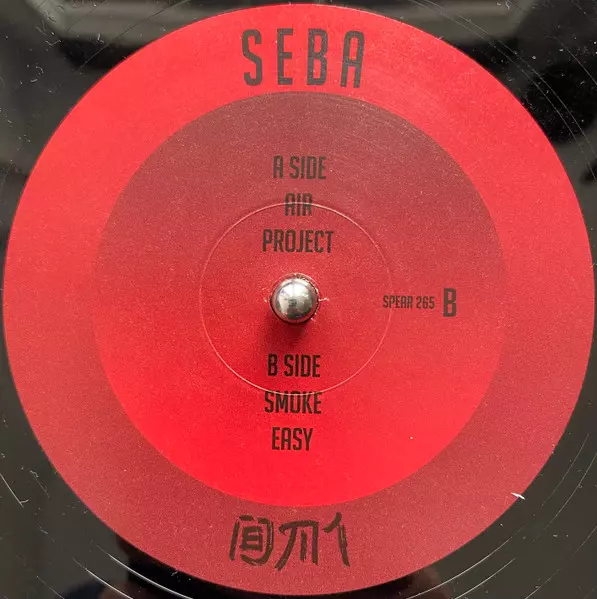 SEBA
A SIDE
AIR
PROJECT
SPEAR 265 B
B SIDE
SMOKE
EASY